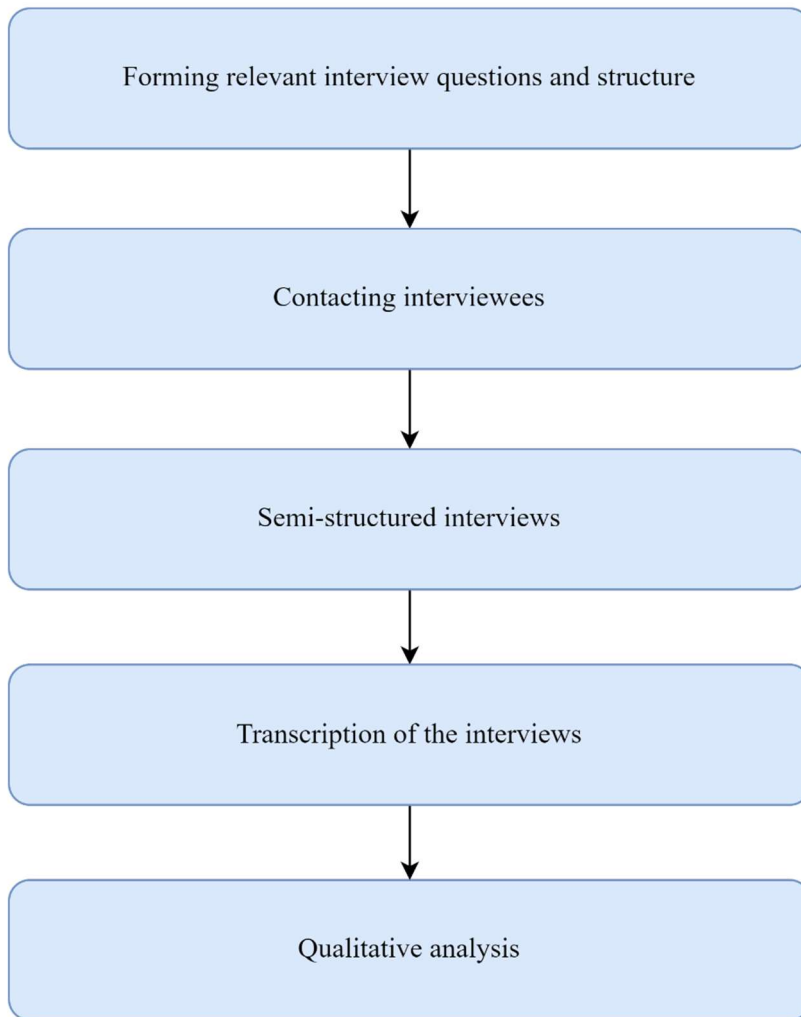 Forming relevant interview questions and structure
Contacting interviewees
Semi-structured interviews
Transcription of the interviews
Qualitative analysis